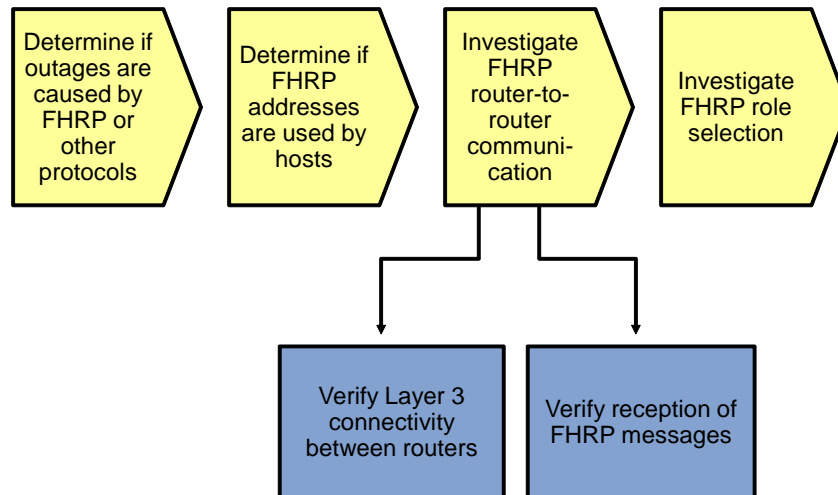 Determine if
outages are
caused by
FHRP or
other
protocols
Determine if
FHRP
addresses
are used by
hosts
Investigate
FHRP
router-to-
router
communi-
cation
Investigate
FHRP role
selection
Verify Layer 3
connectivity
between routers
Verify reception of
FHRP messages